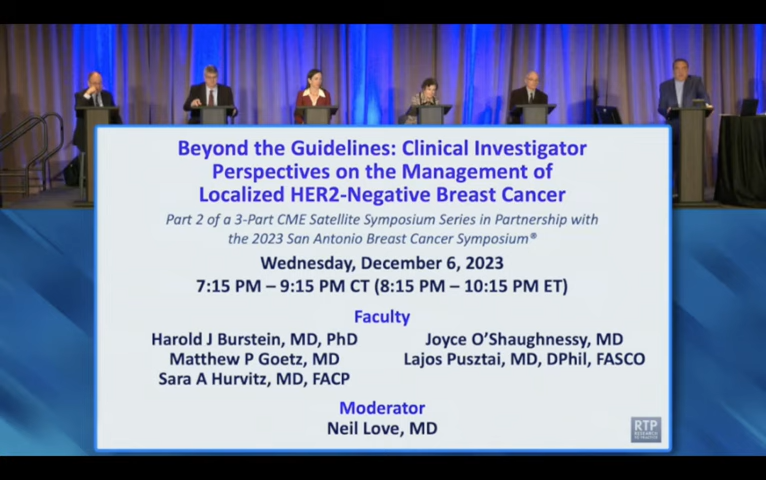 Beyond the Guidelines: Clinical Investigator
Perspectives on the Management of
Localized HER2-Negative Breast Cancer
Part 2 of a 3-Part CME Satellite Symposium Series in Partnership with
the 2023 San Antonio Breast Cancer Symposium®
Wednesday, December 6, 2023
7:15 PM – 9:15 PM CT (8:15 PM – 10:15 PM ET)
Faculty
Harold J Burstein, MD, PhD
Matthew P Goetz, MD
Sara A Hurvitz, MD, FACP
Joyce O’Shaughnessy, MD
Lajos Pusztai, MD, DPhil, FASCO
Moderator
Neil Love, MD
RTP
RESEARCH
TO PRACTICE